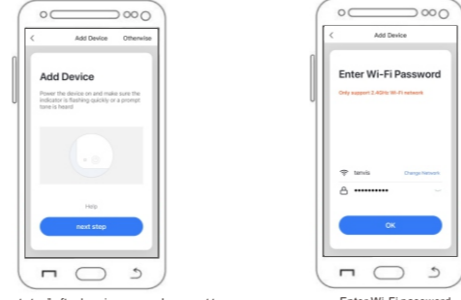 Add Device Otherwise
Add Device
Power the device on and make sure the
indicator is flashing quickly or a prompt
tone is heard
Help
next step
Add Device
Enter Wi-Fi Password
Only support 2.4GHz Wi-Fi network
Change Network
OK
Enter Wi-Fi password